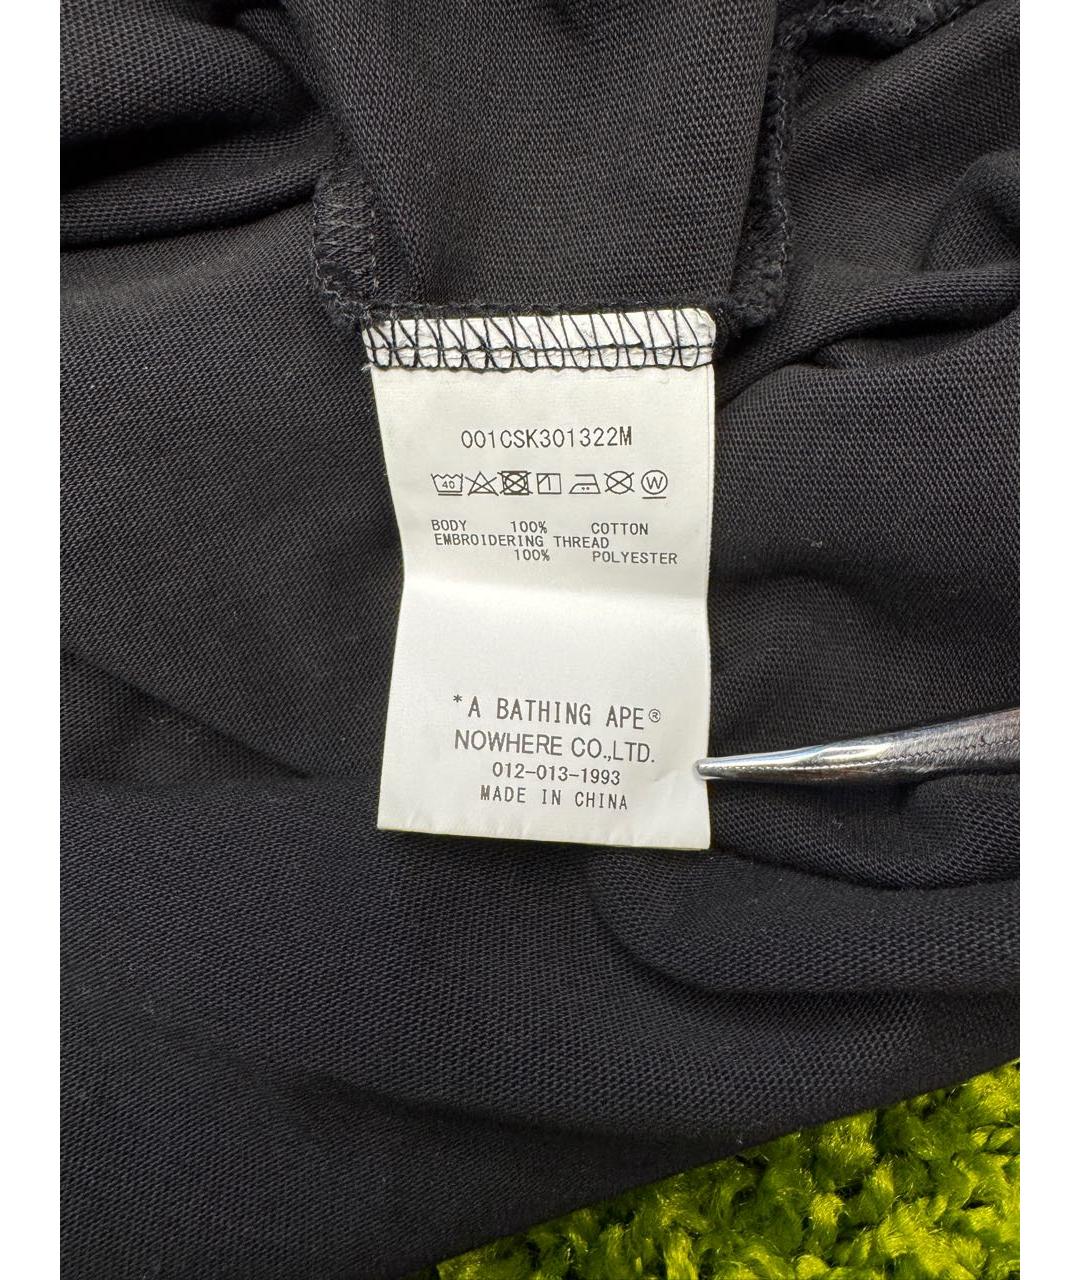 001CSK301322M
40 W
BODY 100% COTTON
EMBROIDERING THREAD
100% POLYESTER
*A BATHING APE®
NOWHERE CO.,LTD.
012-013-1993
MADE IN CHINA